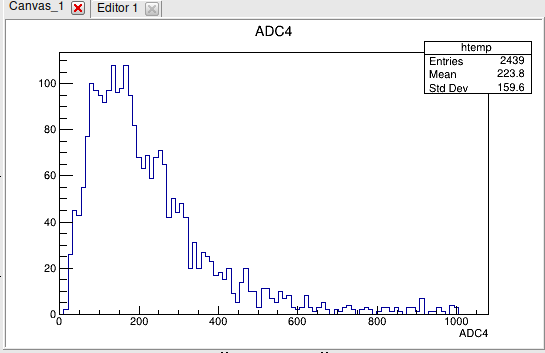 Canvas_1 Editor 1
ADC4
htemp
Entries 2439
Mean 223.8
Std Dev 159.6
100
80
60
40
20
0
0 200 400 600 800 1000
ADC4